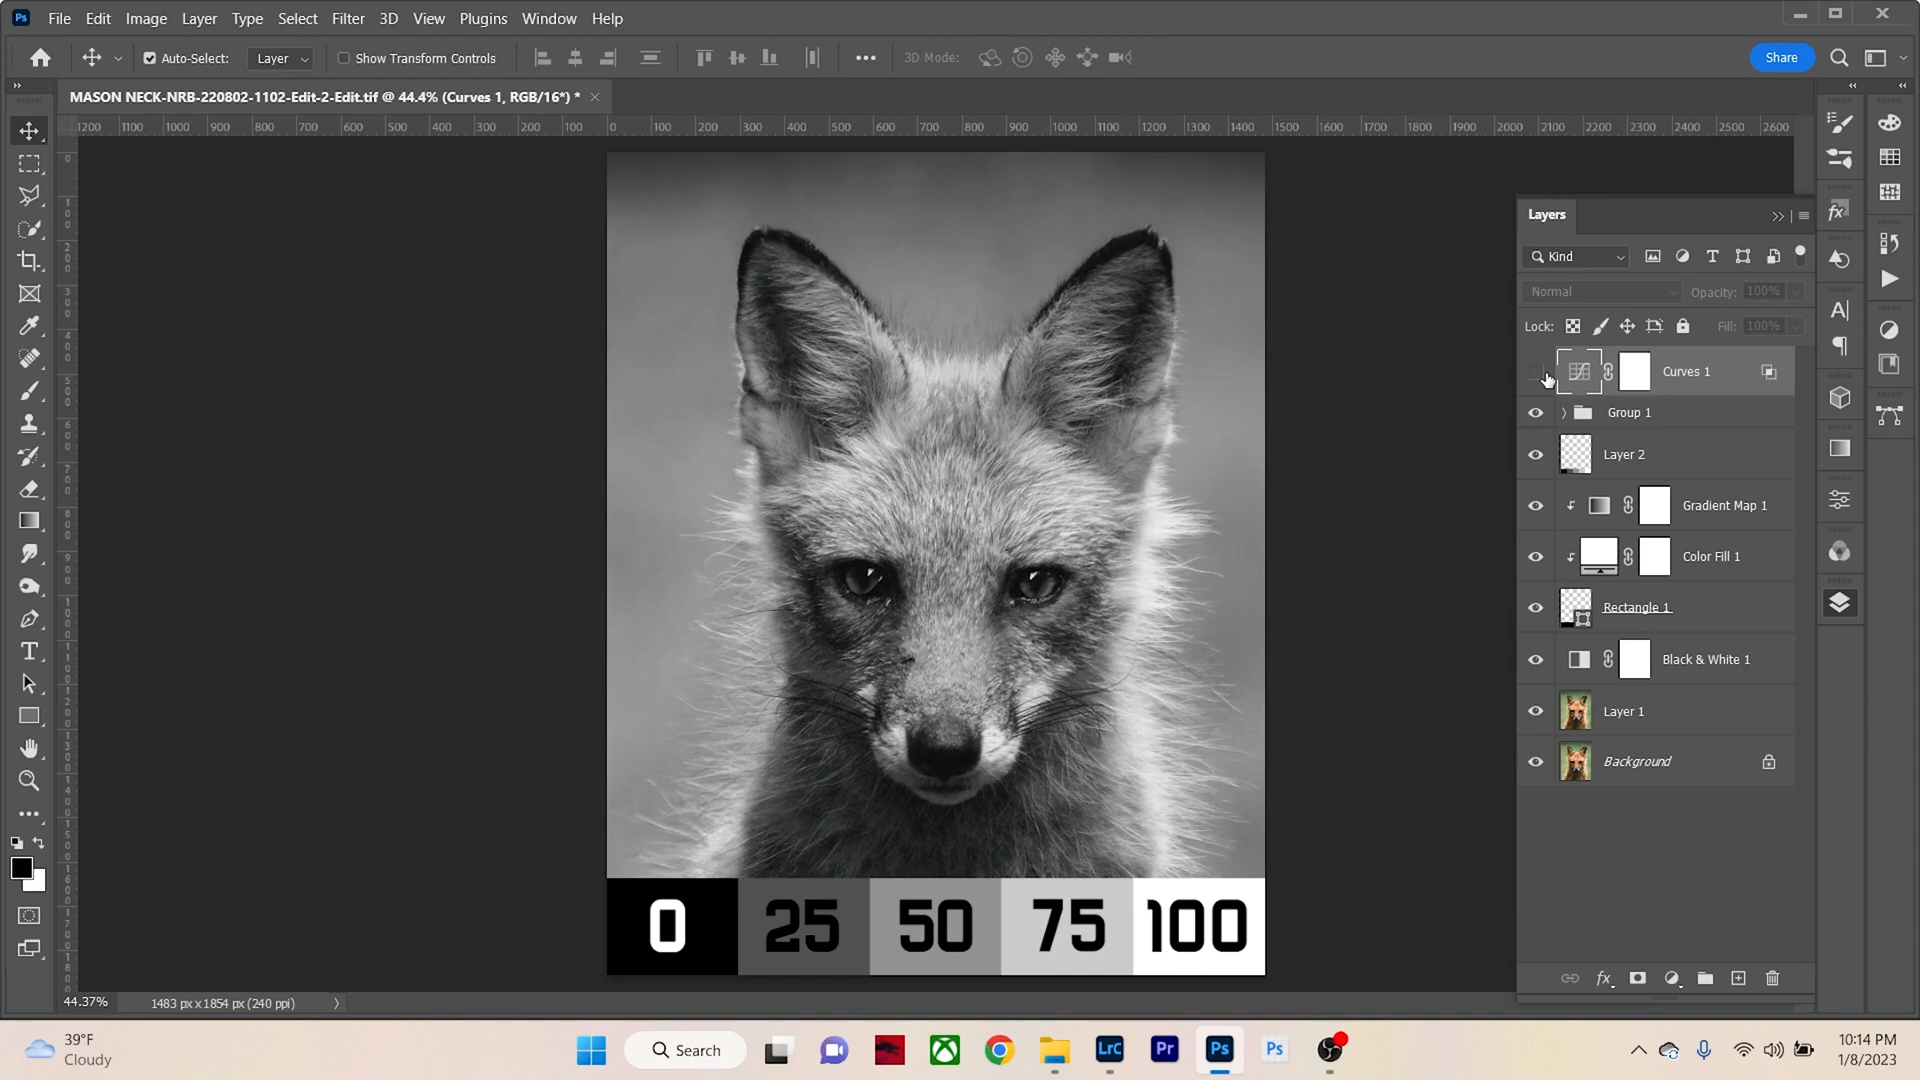 Ps File Edit Image Layer Type Select Filter 3D View Plugins Window Help
Auto-Select: Layer Show Transform Controls 3D Mode: Share
MASON NECK-NRB-220802-1102-Edit-2-Edit.tif @ 44.4% (Curves 1, RGB/16*) *
1200 1100 1000 900 800 700 600 500 400 300 200 100 0 100 200 300 400 500 600 700 800 900 1000 1100 1200 1300 1400 1500 1600 1700 1800 1900 2000 2100 2200 2300 2400 2500 2600
Layers
Kind
Normal Opacity: 100%
Lock: Fill: 100%
Curves 1
Group 1
Layer 2
Gradient Map 1
Color Fill 1
Rectangle 1
Black & White 1
Layer 1
Background
0 25 50 75 100
44.37% 1483 px x 1854 px (240 ppi)
39°F
Cloudy
Search
LrC Pr Ps Ps
10:14 PM
1/8/2023